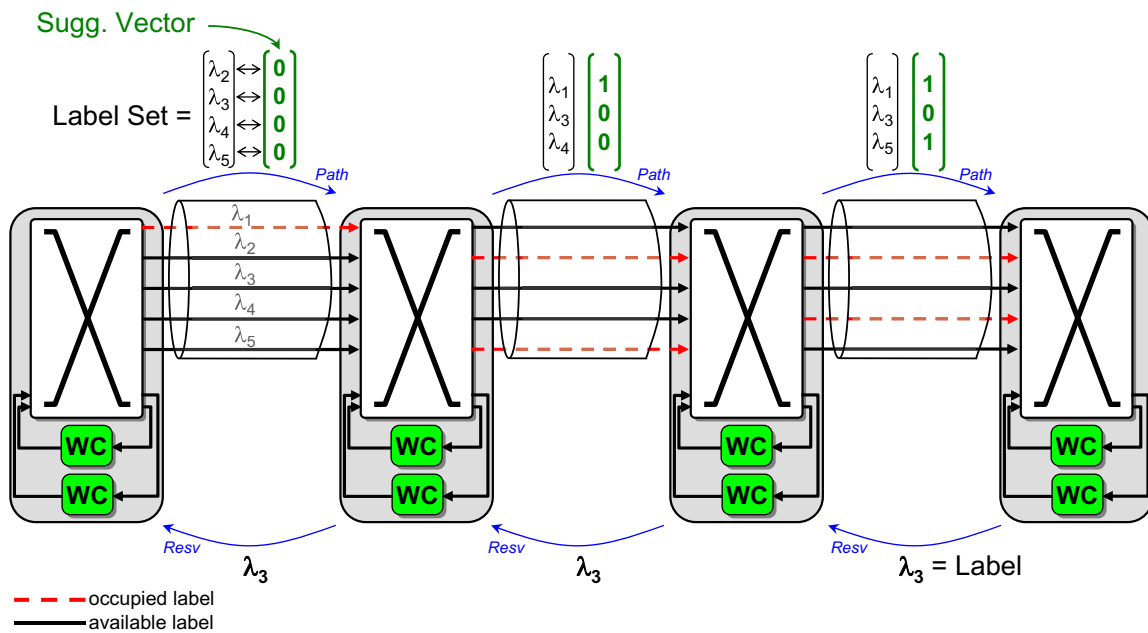 Sugg. Vector
Label Set =
λ2 ↔ 0
λ3 ↔ 0
λ4 ↔ 0
λ5 ↔ 0
λ1 1
λ3 0
λ4 0
λ1 1
λ3 0
λ5 1
Path
Path
Path
λ1
λ2
λ3
λ4
λ5
WC
WC
WC
WC
WC
WC
WC
WC
Resv
Resv
Resv
λ3
λ3
λ3 = Label
occupied label
available label